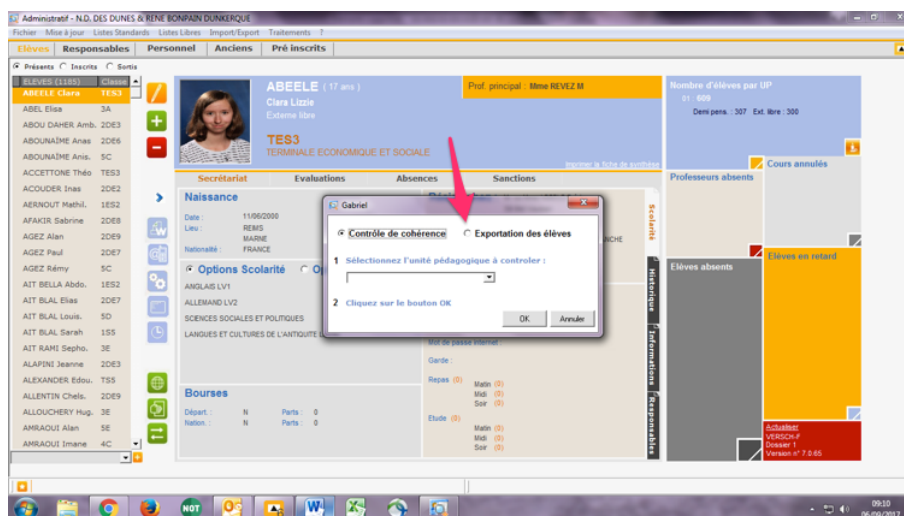 Administratif - N.D. DES DUNES & RENE BONPAIN DUNKERQUE
Fichier Mise à jour Listes Standards Listes Libres Import/Export Traitements ?
Elèves Responsables Personnel Anciens Pré inscrits
Présents Inscrits Sortis
ELEVES (1185) Classe
ABEELE Clara TES3
ABEL Elisa 3A
ABOU DAHER Amb. 2DE3
ABOUNAÏME Anas 2DE6
ABOUNAÏME Anis. 5C
ACCETTONE Théo TES3
ACOUDER Inas 2DE2
AERNOUT Mathil. 1ES2
AFAKIR Sabrine 2DE8
AGEZ Alan 2DE9
AGEZ Paul 2DE7
AGEZ Rémy 5C
AIT BELLA Abdo. 1ES2
AIT BLAL Elias 2DE7
AIT BLAL Louis. 5D
AIT BLAL Sarah 1S5
AIT RAMI Sepho. 3E
ALAPINI Jeanne 2DE3
ALEXANDER Edou. TS5
ALLENTIN Chels. 2DE9
ALLOUCHERY Hug. 3E
AMRAOUI Alan 5E
AMRAOUI Imane 4C
ABEELE ( 17 ans )
Clara Lizzie
Externe libre
TES3
TERMINALE ECONOMIQUE ET SOCIALE
Prof. principal : Mme REVEZ M
Imprimer la fiche de synthèse
Nombre d'élèves par UP
01 : 609
Demi pens. : 307 Ext. libre : 300
Secrétariat Evaluations Absences Sanctions
Naissance
Date : 11/06/2000
Lieu : REIMS
MARNE
Nationalité : FRANCE
Options Scolarité
ANGLAIS LV1
ALLEMAND LV2
SCIENCES SOCIALES ET POLITIQUES
LANGUES ET CULTURES DE L'ANTIQUITE
Bourses
Départ. : N Parts : 0
Nation. : N Parts : 0
Gabriel
Contrôle de cohérence Exportation des élèves
1 Sélectionnez l'unité pédagogique à controler :
2 Cliquez sur le bouton OK
OK Annuler
Mot de passe internet :
Garde :
Repas (0)
Matin (0)
Midi (0)
Soir (0)
Etude (0)
Matin (0)
Midi (0)
Soir (0)
Scolarité
Historique
Informations
Responsables
Professeurs absents
Cours annulés
Elèves absents
Elèves en retard
Actualiser
VERSCH-F
Dossier 1
Version n° 7.0.65
NOT
09:10
06/09/2017